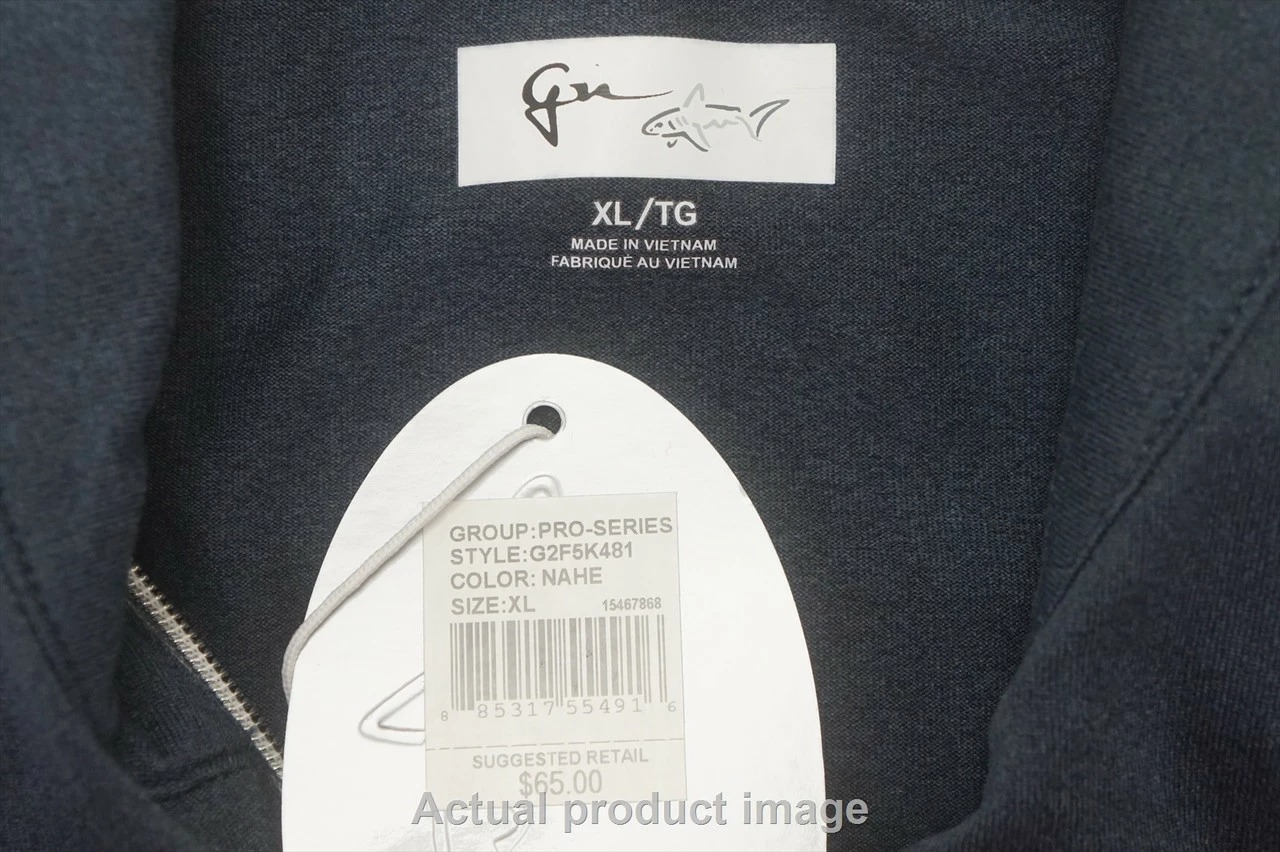 XL/TG
MADE IN VIETNAM
FABRIQUÉ AU VIETNAM
GROUP:PRO-SERIES
STYLE:G2F5K481
COLOR: NAHE
SIZE:XL 15467868
8 85317 55491 6
SUGGESTED RETAIL
$65.00
Actual product image